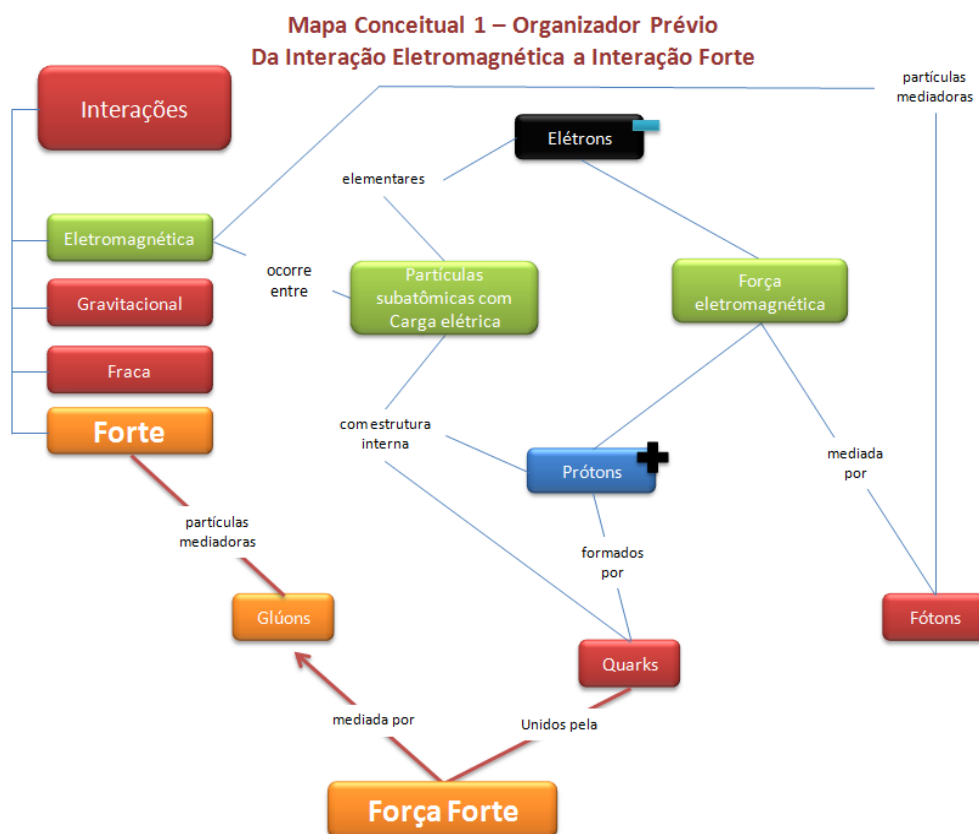 Mapa Conceitual 1 – Organizador Prévio
Da Interação Eletromagnética a Interação Forte
partículas
mediadoras
Interações
Elétrons
elementares
Eletromagnética
ocorre
entre
Partículas
subatômicas com
Carga elétrica
Força
eletromagnética
Gravitacional
Fraca
Forte
com estrutura
interna
Prótons
mediada
por
partículas
mediadoras
formados
por
Glúons
Fótons
Quarks
mediada por
Unidos pela
Força Forte